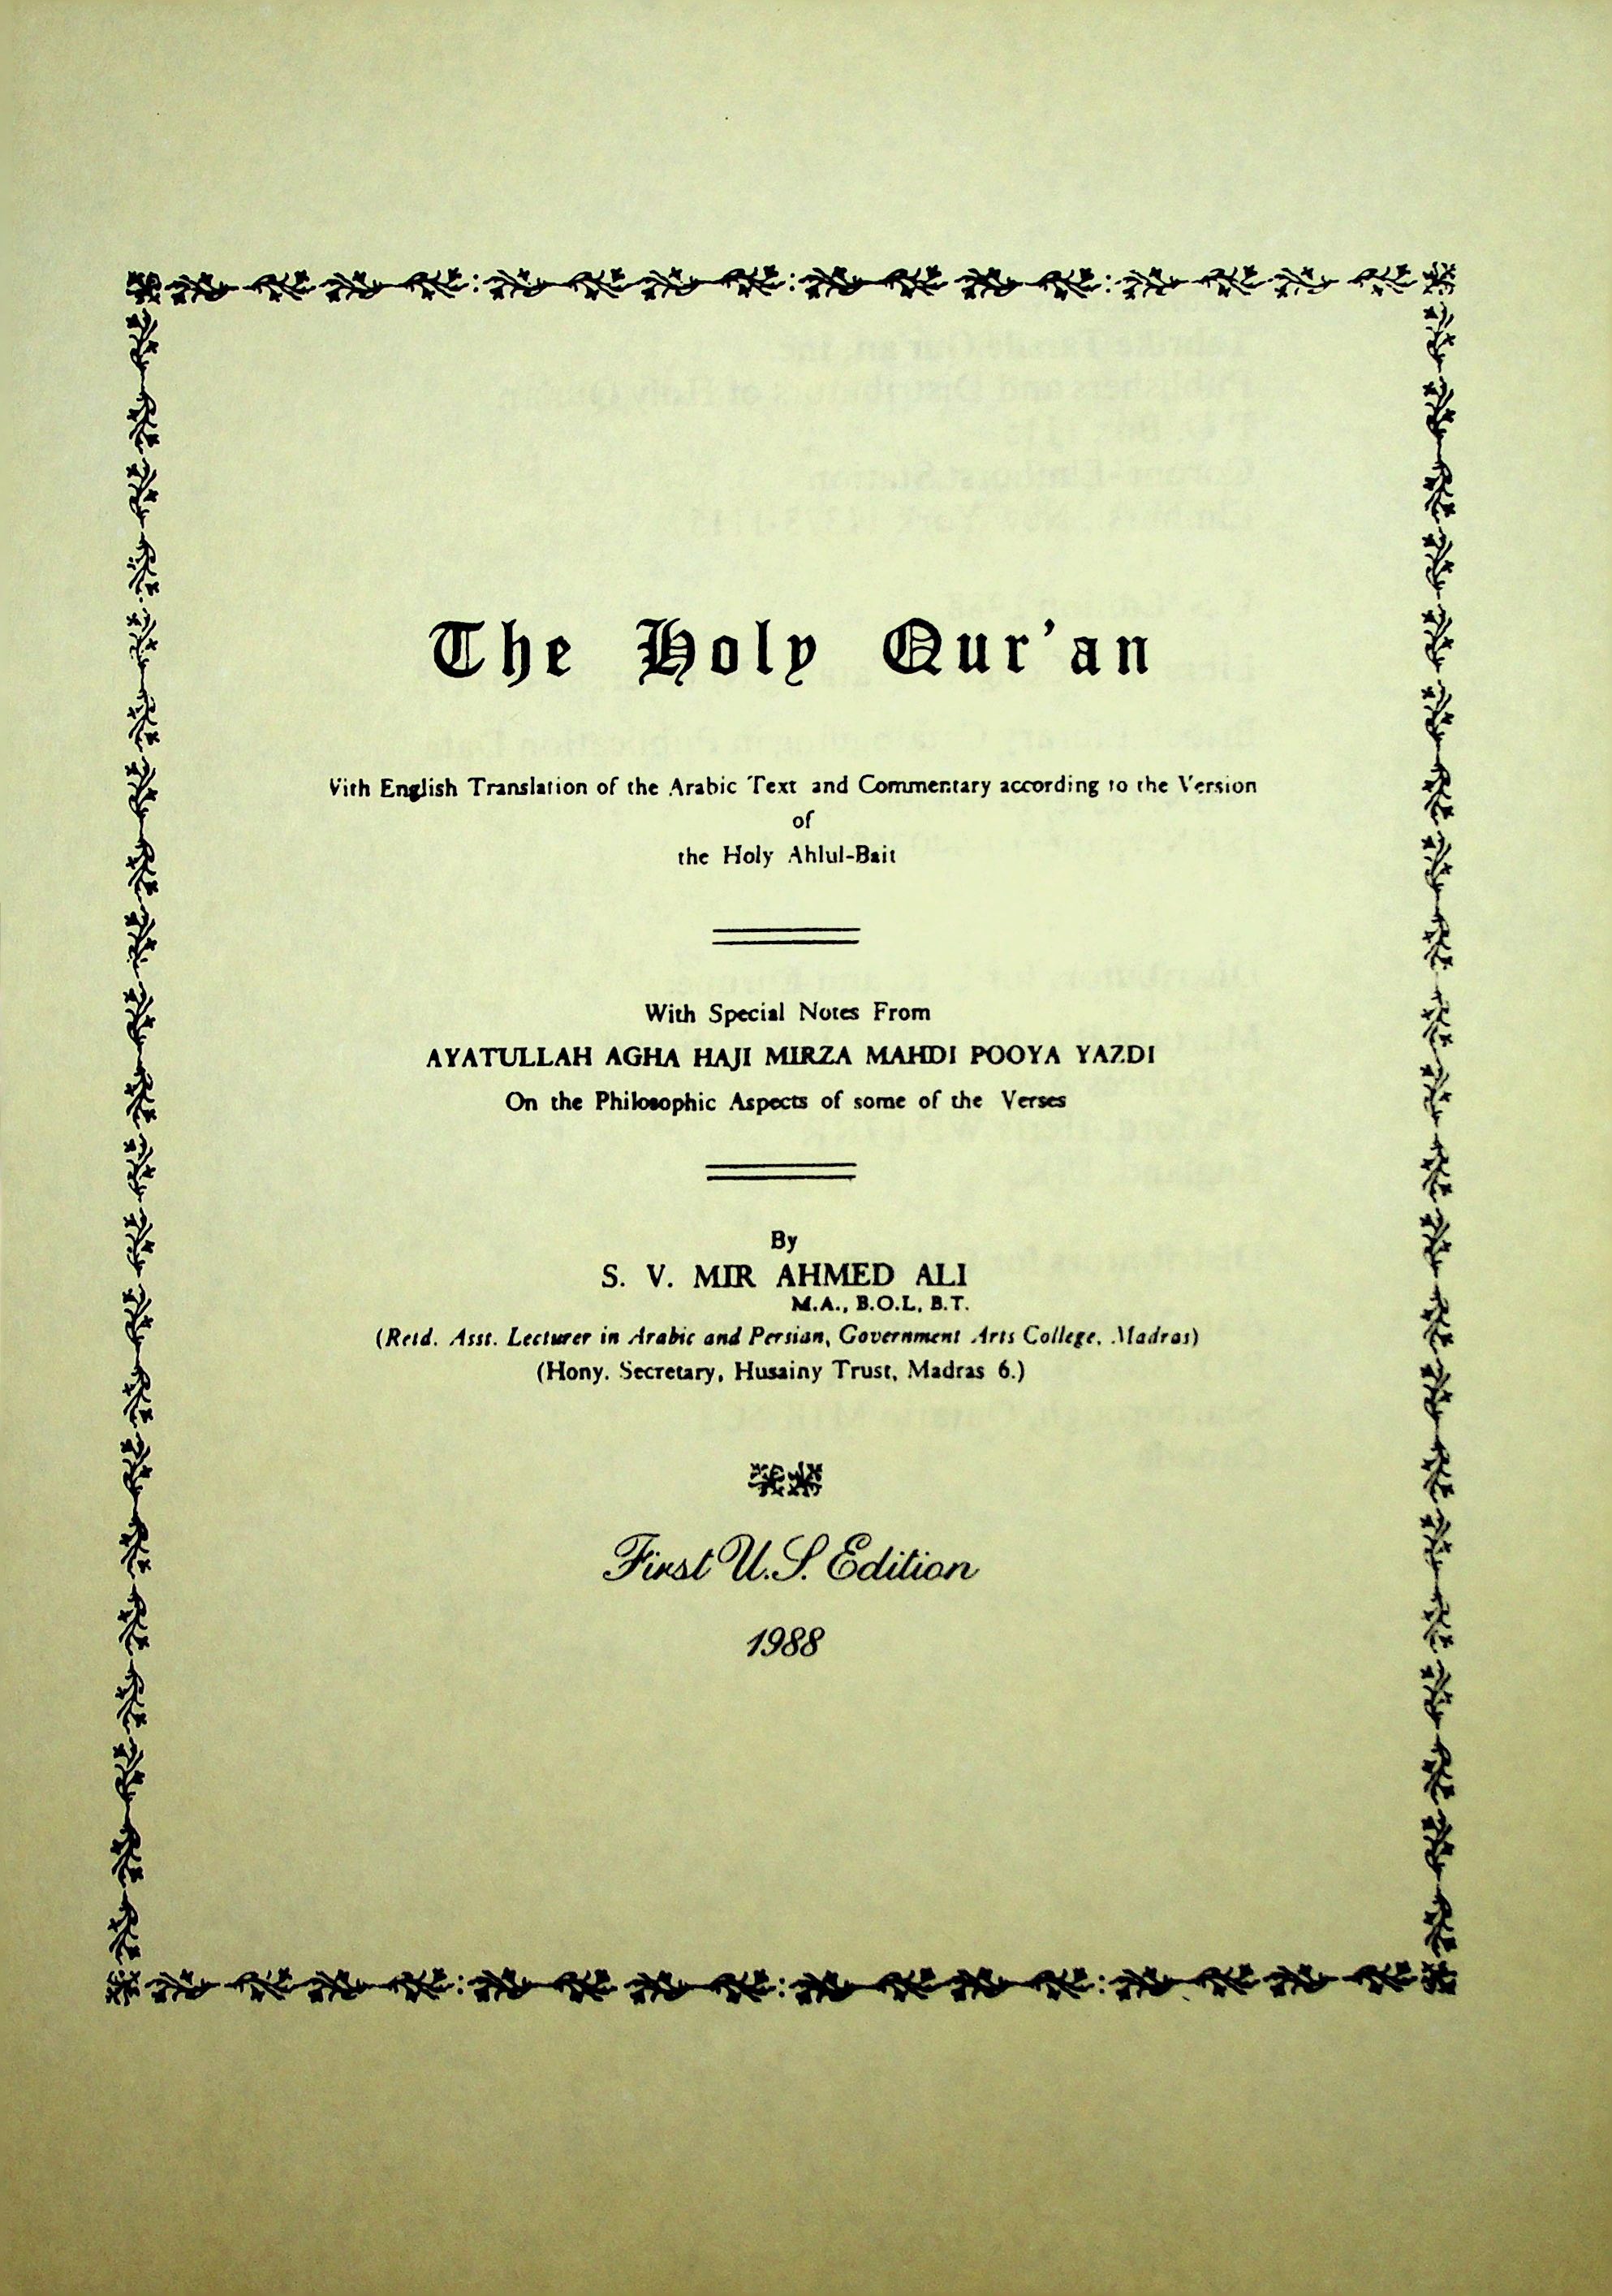 The Holy Qur'an
With English Translation of the Arabic Text and Commentary according to the Version
of
the Holy Ahlul-Bait
With Special Notes From
AYATULLAH AGHA HAJI MIRZA MAHDI POOYA YAZDI
On the Philosophic Aspects of some of the Verses
By
S. V. MIR AHMED ALI
M.A., B.O.L, B.T.
(Retd. Asst. Lecturer in Arabic and Persian, Government Arts College, Madras)
(Hony. Secretary, Husainy Trust, Madras 6.)
First U.S. Edition
1988